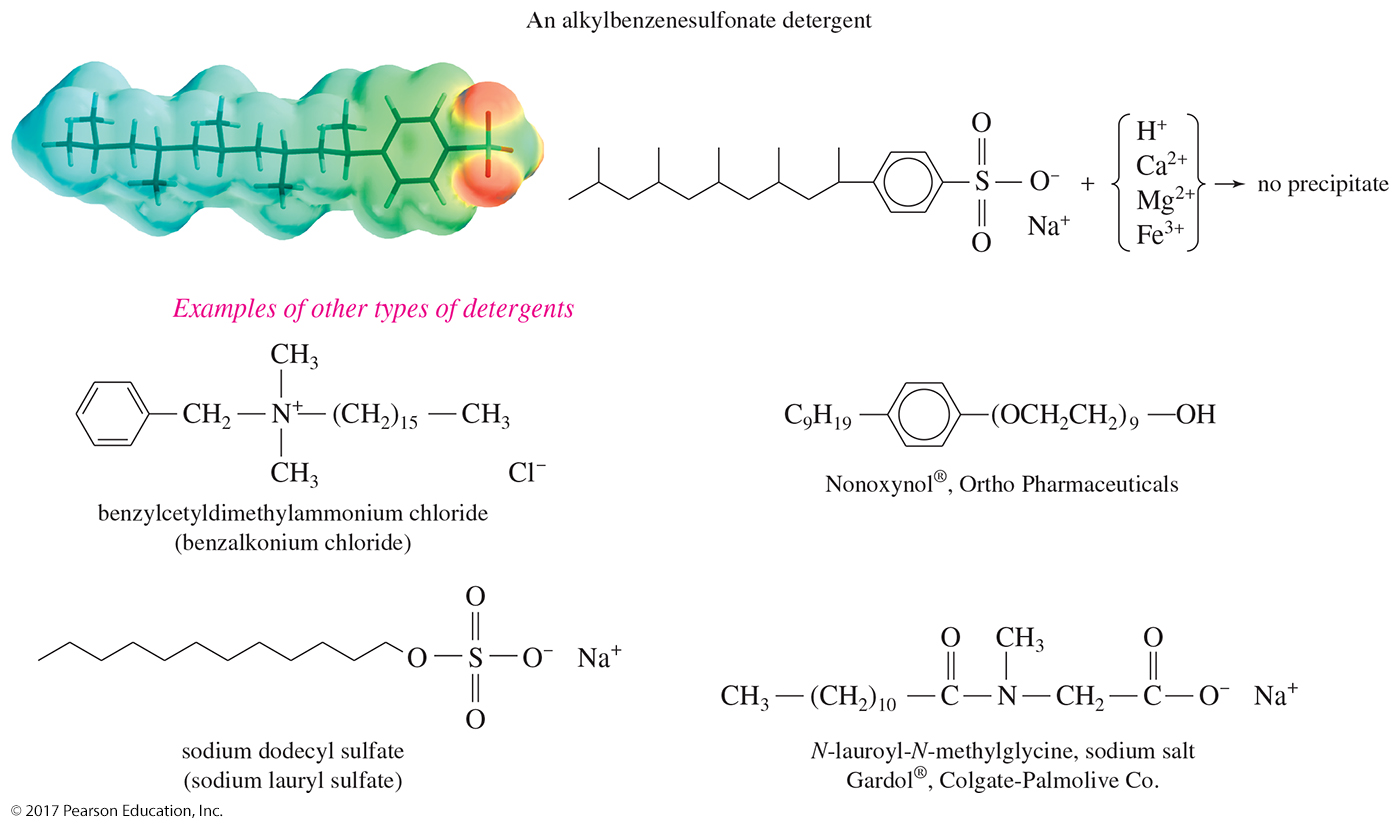 An alkylbenzenesulfonate detergent
O
S — O⁻
O
Na⁺
+
H⁺
Ca²⁺
Mg²⁺
Fe³⁺
→ no precipitate
Examples of other types of detergents
CH₃
CH₂ — N⁺ — (CH₂)₁₅ — CH₃
CH₃
Cl⁻
benzylcetyldimethylammonium chloride
(benzalkonium chloride)
C₉H₁₉
(OCH₂CH₂)₉ — OH
Nonoxynol®, Ortho Pharmaceuticals
O
O — S — O⁻ Na⁺
O
sodium dodecyl sulfate
(sodium lauryl sulfate)
O CH₃ O
CH₃ — (CH₂)₁₀ — C — N — CH₂ — C — O⁻ Na⁺
N-lauroyl-N-methylglycine, sodium salt
Gardol®, Colgate-Palmolive Co.
© 2017 Pearson Education, Inc.